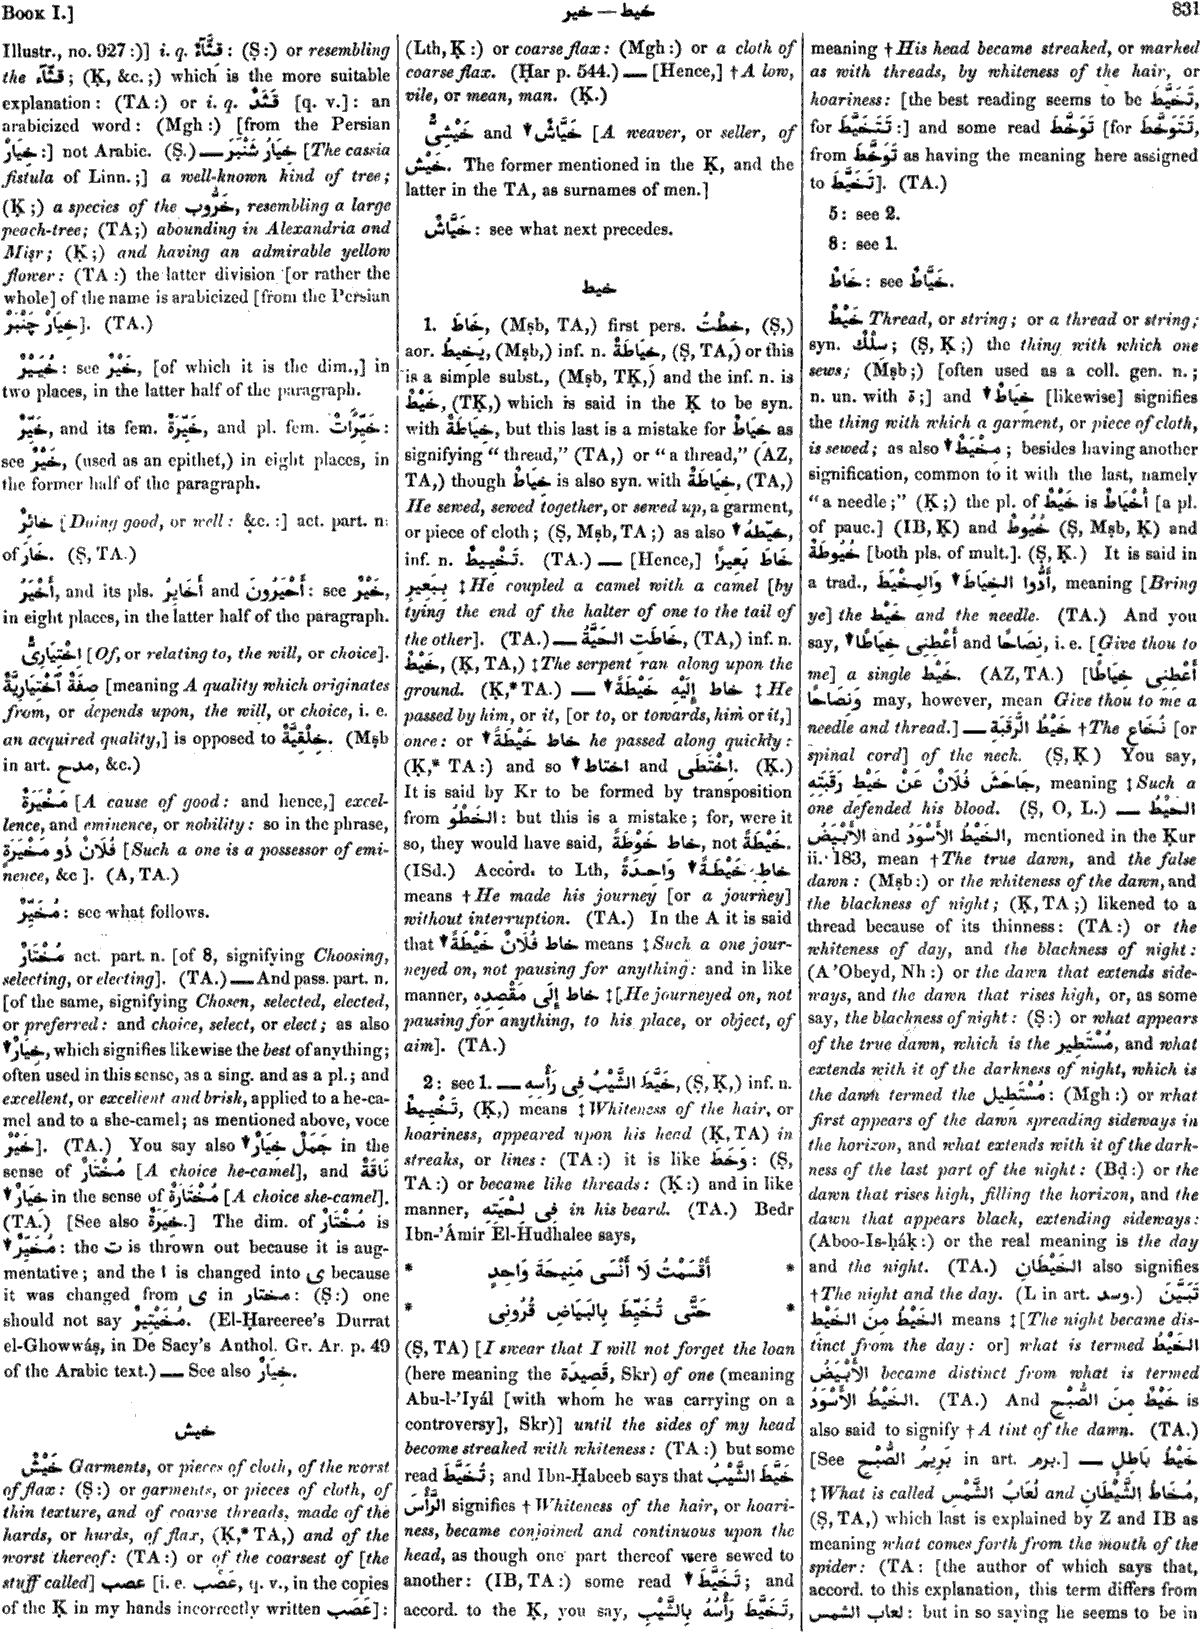 BOOK I.]
خيط — خير
831
Illustr., no. 927 :)] i. q. قِثَّآءٌ : (Ṣ :) or resembling
the قثّآء ; (Ḳ, &c. ;) which is the more suitable
explanation : (TA :) or i. q. قَثَدٌ [q. v.] : an
arabicized word : (Mgh :) [from the Persian
خِيَارْ :] not Arabic. (Ṣ.) — خِيَارُ شَنْبَرَ [The cassia
fistula of Linn. ;] a well-known kind of tree ;
(Ḳ ;) a species of the خَرُّوب, resembling a large
peach-tree ; (TA ;) abounding in Alexandria and
Miṣr ; (Ḳ ;) and having an admirable yellow
flower : (TA :) the latter division [or rather the
whole] of the name is arabicized [from the Persian
خِيَارْ چَنْبَرْ]. (TA.)
خُيَيْرٌ : see خَيْرٌ, [of which it is the dim.,] in
two places, in the latter half of the paragraph.
خَيِّرٌ, and its fem. خَيِّرَةٌ, and pl. fem. خَيِّرَاتٌ :
see خَيْرٌ, (used as an epithet,) in eight places, in
the former half of the paragraph.
خَائِرٌ [Doing good, or well : &c. :] act. part. n.
of خَارَ. (Ṣ, TA.)
أَخْيَرُ, and its pls. أَخَايِرُ and أَخْيَرُونَ : see خَيْرٌ,
in eight places, in the latter half of the paragraph.
اِخْتِيَارِىٌّ [Of, or relating to, the will, or choice].
صِفَةٌ ٱخْتِيَارِيَّةٌ [meaning A quality which originates
from, or depends upon, the will, or choice, i. e.
an acquired quality,] is opposed to خِلْقِيَّةٌ. (Mṣb
in art. مدح, &c.)
مَخْيَرَةٌ [A cause of good : and hence,] excel-
lence, and eminence, or nobility : so in the phrase,
فُلَانٌ ذُو مَخْيَرَةٍ [Such a one is a possessor of emi-
nence, &c]. (A, TA.)
مُخَيِّرٌ : see what follows.
مُخْتَارٌ act. part. n. [of 8, signifying Choosing,
selecting, or electing]. (TA.) — And pass. part. n.
[of the same, signifying Chosen, selected, elected,
or preferred : and choice, select, or elect ; as also
▼ خِيَارٌ, which signifies likewise the best of anything ;
often used in this sense, as a sing. and as a pl. ; and
excellent, or excellent and brisk, applied to a he-ca-
mel and to a she-camel ; as mentioned above, voce
خَيْرٌ]. (TA.) You say also ▼ جَمَلٌ خِيَارٌ in the
sense of مُخْتَارٌ [A choice he-camel], and نَاقَةٌ
▼ خِيَارٌ in the sense of مُخْتَارَةٌ [A choice she-camel].
(TA.) [See also خِيَرَةٌ.] The dim. of مُخْتَارٌ is
▼ مُخَيِّرٌ : the ت is thrown out because it is aug-
mentative ; and the ا is changed into ى because
it was changed from ى in مختار : (Ṣ :) one
should not say مُخَيْتِيرٌ. (El-Ḥareeree's Durrat
el-Ghowwáṣ, in De Sacy's Anthol. Gr. Ar. p. 49
of the Arabic text.) — See also خِيَارٌ.
خيش
خَيْشٌ Garments, or pieces of cloth, of the worst
of flax : (Ṣ :) or garments, or pieces of cloth, of
thin texture, and of coarse threads, made of the
hards, or hurds, of flax, (Ḳ,* TA,) and of the
worst thereof : (TA :) or of the coarsest of [the
stuff called] عصب [i. e. عَصْب, q. v., in the copies
of the Ḳ in my hands incorrectly written عَصَب] :
(Lth, Ḳ :) or coarse flax : (Mgh :) or a cloth of
coarse flax. (Ḥar p. 544.) — [Hence,] † A low,
vile, or mean, man. (Ḳ.)
خَيْشِىٌّ and ▼ خَيَّاشٌ [A weaver, or seller, of
خَيْش. The former mentioned in the Ḳ, and the
latter in the TA, as surnames of men.]
خَيَّاشٌ : see what next precedes.
خيط
1. خَاطَ, (Mṣb, TA,) first pers. خِطْتُ, (Ṣ,)
aor. يَخِيطُ, (Mṣb,) inf. n. خِيَاطَةٌ, (Ṣ, TA,) or this
is a simple subst., (Mṣb, TḲ,) and the inf. n. is
خَيْطٌ, (TḲ,) which is said in the Ḳ to be syn.
with خِيَاطَةٌ, but this last is a mistake for خِيَاطٌ as
signifying " thread," (TA,) or " a thread," (AZ,
TA,) though خِيَاطٌ is also syn. with خِيَاطَةٌ, (TA,)
He sewed, sewed together, or sewed up, a garment,
or piece of cloth ; (Ṣ, Mṣb, TA ;) as also ▼ خَيَّطَهُ,
inf. n. تَخْيِيطٌ. (TA.) — [Hence,] خَاطَ بَعِيرًا
بِبَعِيرٍ ‡ He coupled a camel with a camel [by
tying the end of the halter of one to the tail of
the other]. (TA.) — خَاطَتِ الحَيَّةُ, (TA,) inf. n.
خَيْطٌ, (Ḳ, TA,) ‡ The serpent ran along upon the
ground. (Ḳ,* TA.) — ▼ خاط إِلَيْهِ خَيْطَةً ‡ He
passed by him, or it, [or to, or towards, him or it,]
once : or ▼ خاط خَيْطَةً he passed along quickly :
(Ḳ,* TA :) and so ▼ اختاط and اِخْتَطَى. (Ḳ.)
It is said by Kr to be formed by transposition
from الخَطْوُ : but this is a mistake ; for, were it
so, they would have said, خاط خَوْطَةً, not خَيْطَةً.
(ISd.) Accord. to Lth, ▼ خاط خَيْطَةً وَاحِدَةً
means † He made his journey [or a journey]
without interruption. (TA.) In the A it is said
that ▼ خاط فُلَانٌ خَيْطَةً means ‡ Such a one jour-
neyed on, not pausing for anything : and in like
manner, خاط إِلَى مَقْصِدِهِ ‡ [He journeyed on, not
pausing for anything, to his place, or object, of
aim]. (TA.)
2 : see 1. — خَيَّطَ الشَّيْبُ فِى رَأْسِهِ, (Ṣ, Ḳ,) inf. n.
تَخْيِيطٌ, (Ḳ,) means ‡ Whiteness of the hair, or
hoariness, appeared upon his head (Ḳ, TA) in
streaks, or lines : (TA :) it is like وَخَطَ : (Ṣ,
TA :) or became like threads : (Ḳ :) and in like
manner, فِى لِحْيَتِهِ in his beard. (TA.) Bedr
Ibn-'Ámir El-Hudhalee says,
* أَقْسَمْتُ لَا أَنْسَى مَنِيحَةَ وَاحِدٍ *
* حَتَّى تُخَيِّطَ بِالبَيَاضِ قُرُونِى *
(Ṣ, TA) [I swear that I will not forget the loan
(here meaning the قَصِيدَة, Skr) of one (meaning
Abu-l-'Iyál [with whom he was carrying on a
controversy], Skr)] until the sides of my head
become streaked with whiteness : (TA :) but some
read تُخَيَّطَ ; and Ibn-Ḥabeeb says that خَيَّطَ الشَّيْبُ
الرَّأْسَ signifies † Whiteness of the hair, or hoari-
ness, became conjoined and continuous upon the
head, as though one part thereof were sewed to
another : (IB, TA :) some read ▼ تَخَيَّطَ ; and
accord. to the Ḳ, you say, تَخَيَّطَ رَأْسُهُ بِالشَّيْبِ,
meaning † His head became streaked, or marked
as with threads, by whiteness of the hair, or
hoariness : [the best reading seems to be تَخَيَّطَ,
for تَتَخَيَّطَ :] and some read تَوَخَّطَ [for تَتَوَخَّطَ,
from تَوَخَّطَ as having the meaning here assigned
to تَخَيَّطَ]. (TA.)
5 : see 2.
8 : see 1.
خَاطٌ : see خَيَّاطٌ.
خَيْطٌ Thread, or string ; or a thread or string ;
syn. سِلْكٌ ; (Ṣ, Ḳ ;) the thing with which one
sews ; (Mṣb ;) [often used as a coll. gen. n. ;
n. un. with ة ;] and ▼ خِيَاطٌ [likewise] signifies
the thing with which a garment, or piece of cloth,
is sewed ; as also ▼ مِخْيَطٌ ; besides having another
signification, common to it with the last, namely
" a needle ;" (Ḳ ;) the pl. of خَيْطٌ is أَخْيَاطٌ [a pl.
of pauc.] (IB, Ḳ) and خُيُوطٌ (Ṣ, Mṣb, Ḳ) and
خُيُوطَةٌ [both pls. of mult.]. (Ṣ, Ḳ.) It is said in
a trad., أَدُّوا الخِيَاطَ ▼ وَالمِخْيَطَ, meaning [Bring
ye] the خَيْط and the needle. (TA.) And you
say, ▼ أَعْطِنِى خِيَاطًا and نِصَاحًا, i. e. [Give thou to
me] a single خَيْط. (AZ, TA.) [أَعْطِنِى خِيَاطًا
وَنِصَاحًا may, however, mean Give thou to me a
needle and thread.] — خَيْطُ الرَّقَبَةِ † The نُخَاع [or
spinal cord] of the neck. (Ṣ, Ḳ) You say,
جَاحَشَ فُلَانٌ عَنْ خَيْطِ رَقَبَتِهِ, meaning ‡ Such a
one defended his blood. (Ṣ, O, L.) — الخَيْطُ
الأَبْيَضُ and الخَيْطُ الأَسْوَدُ, mentioned in the Ḳur
ii. 183, mean † The true dawn, and the false
dawn : (Mṣb :) or the whiteness of the dawn, and
the blackness of night ; (Ḳ, TA ;) likened to a
thread because of its thinness : (TA :) or the
whiteness of day, and the blackness of night :
(A 'Obeyd, Nh :) or the dawn that extends side-
ways, and the dawn that rises high, or, as some
say, the blackness of night : (Ṣ :) or what appears
of the true dawn, which is the مُسْتَطِير, and what
extends with it of the darkness of night, which is
the dawn termed the مُسْتَطِيل : (Mgh :) or what
first appears of the dawn spreading sideways in
the horizon, and what extends with it of the dark-
ness of the last part of the night : (Bḍ :) or the
dawn that rises high, filling the horizon, and the
dawn that appears black, extending sideways :
(Aboo-Is-ḥáḳ :) or the real meaning is the day
and the night. (TA.) الخَيْطَانِ also signifies
† The night and the day. (L in art. وسد.) تَبَيَّنَ
الخَيْطُ مِنَ الخَيْطِ means ‡ [The night became dis-
tinct from the day : or] what is termed الخَيْطُ
الأَبْيَضُ became distinct from what is termed
الخَيْطُ الأَسْوَدُ. (TA.) And خَيْطٌ مِنَ الصُّبْحِ is
also said to signify † A tint of the dawn. (TA.)
[See بَرِيمُ الصُّبْحِ in art. برم.] — خَيْطُ بَاطِلٍ
‡ What is called لُعَابُ الشَّمْسِ and مُخَاطُ الشَّيْطَانِ,
(Ṣ, TA,) which last is explained by Z and IB as
meaning what comes forth from the mouth of the
spider : (TA : [the author of which says that,
accord. to this explanation, this term differs from
لعاب الشمس : but in so saying he seems to be in